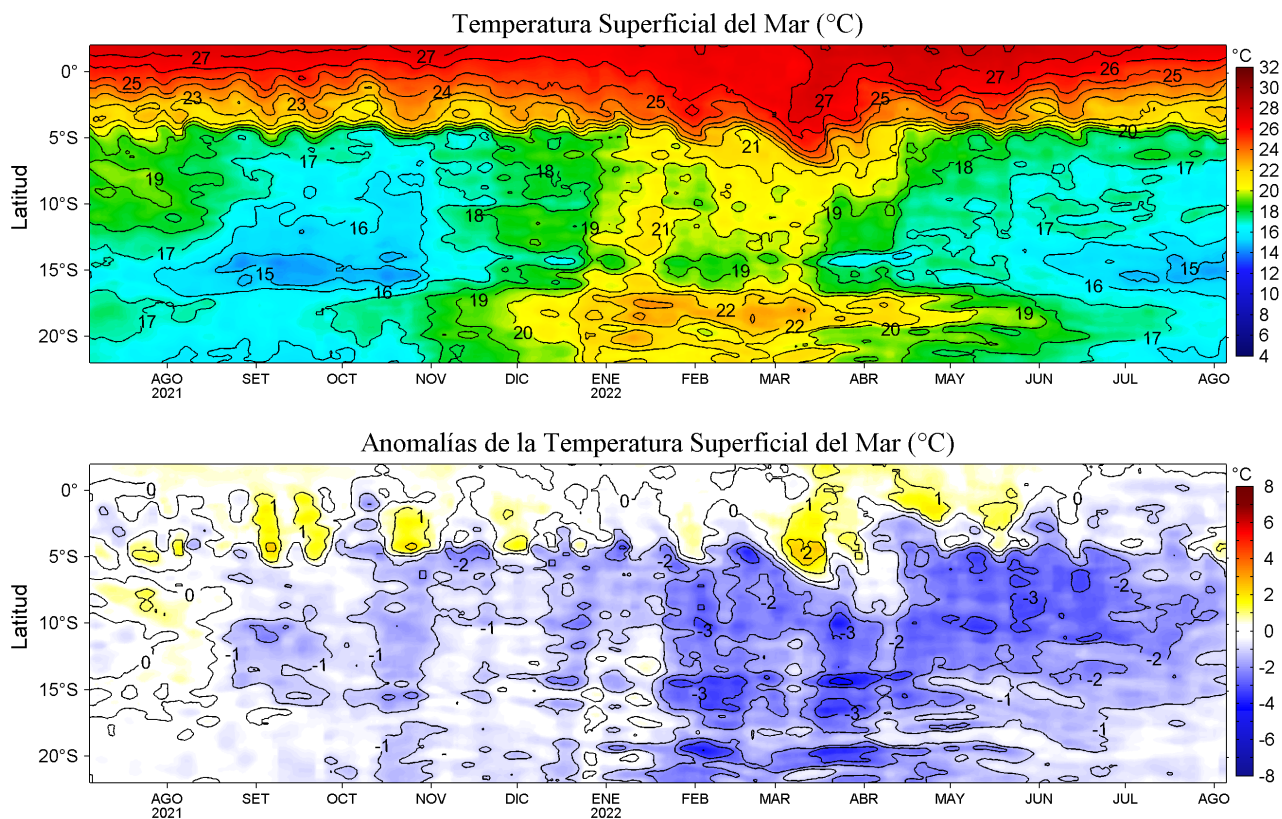 Temperatura Superficial del Mar (°C)
27 27 27 26
25 23 23 24 25 27 25 25
20
17 21 18 17
19 18
16 18 19 21 19 17
17 15 16 19 19 16 15
17 19 20 22 22 20 19 17
0°
5°S
10°S
15°S
20°S
Latitud
AGO SET OCT NOV DIC ENE FEB MAR ABR MAY JUN JUL AGO
2021 2022
°C
32
30
28
26
24
22
20
18
16
14
12
10
8
6
4
Anomalías de la Temperatura Superficial del Mar (°C)
0 1 1 1 0 0 1 1 0
-2 -2 2 -2
0 -1 -2 -3 -3 -3
0 -1 -1 -1 -2 -2
-3 -3 -1 -1
-1
0°
5°S
10°S
15°S
20°S
Latitud
AGO SET OCT NOV DIC ENE FEB MAR ABR MAY JUN JUL AGO
2021 2022
°C
8
6
4
2
0
-2
-4
-6
-8